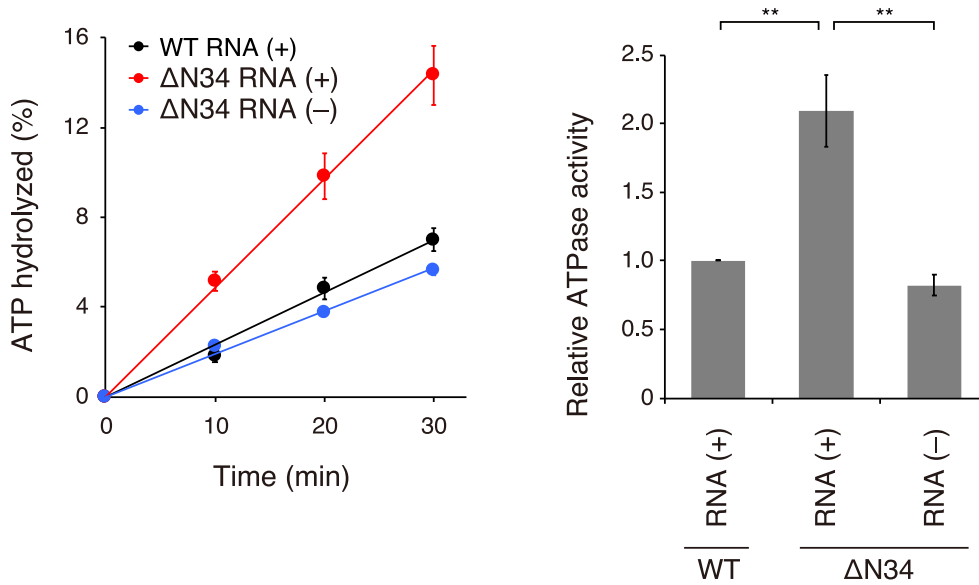 16
12
8
4
0
ATP hydrolyzed (%)
WT RNA (+)
ΔN34 RNA (+)
ΔN34 RNA (–)
0 10 20 30
Time (min)
** **
2.5
2.0
1.5
1.0
0.5
0
Relative ATPase activity
RNA (+)
RNA (+)
RNA (–)
WT
ΔN34